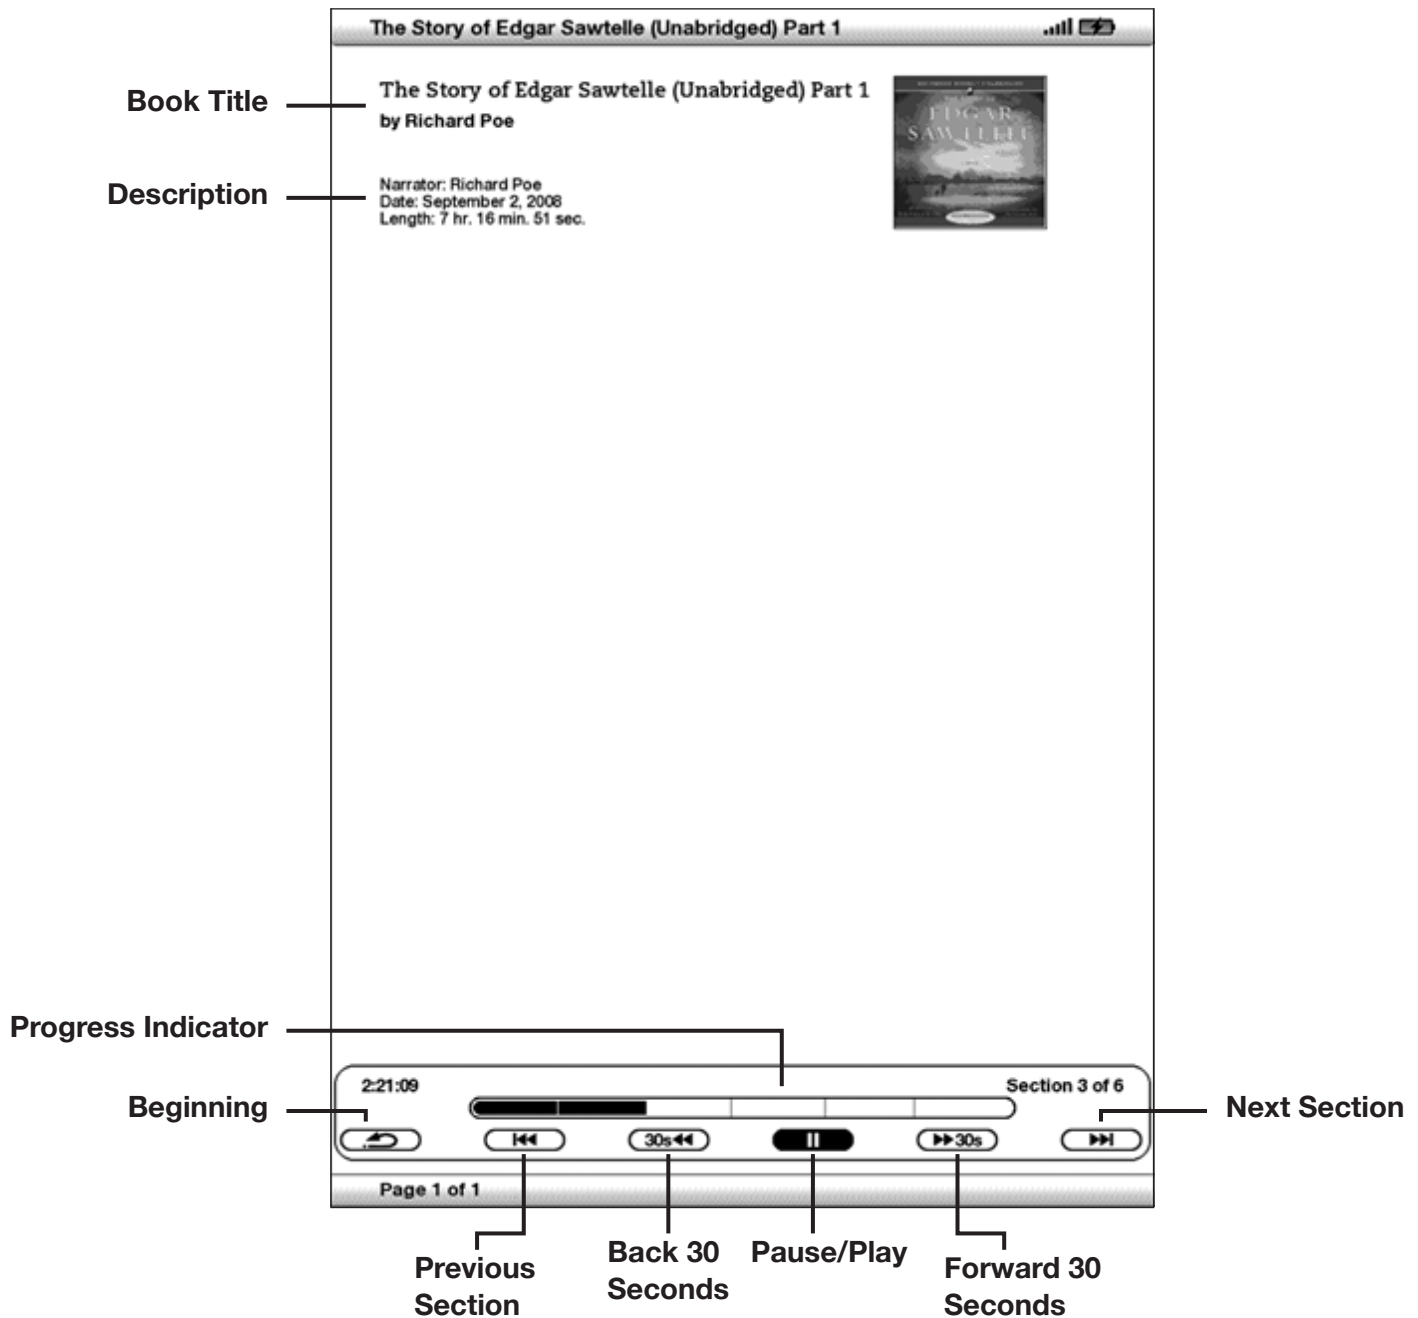 The Story of Edgar Sawtelle (Unabridged) Part 1
Book Title
The Story of Edgar Sawtelle (Unabridged) Part 1
by Richard Poe
EDGAR
SAWTELLE
Description
Narrator: Richard Poe
Date: September 2, 2008
Length: 7 hr. 16 min. 51 sec.
Progress Indicator
2:21:09
Section 3 of 6
Beginning
Next Section
30s
30s
Page 1 of 1
Previous
Section
Back 30
Seconds
Pause/Play
Forward 30
Seconds